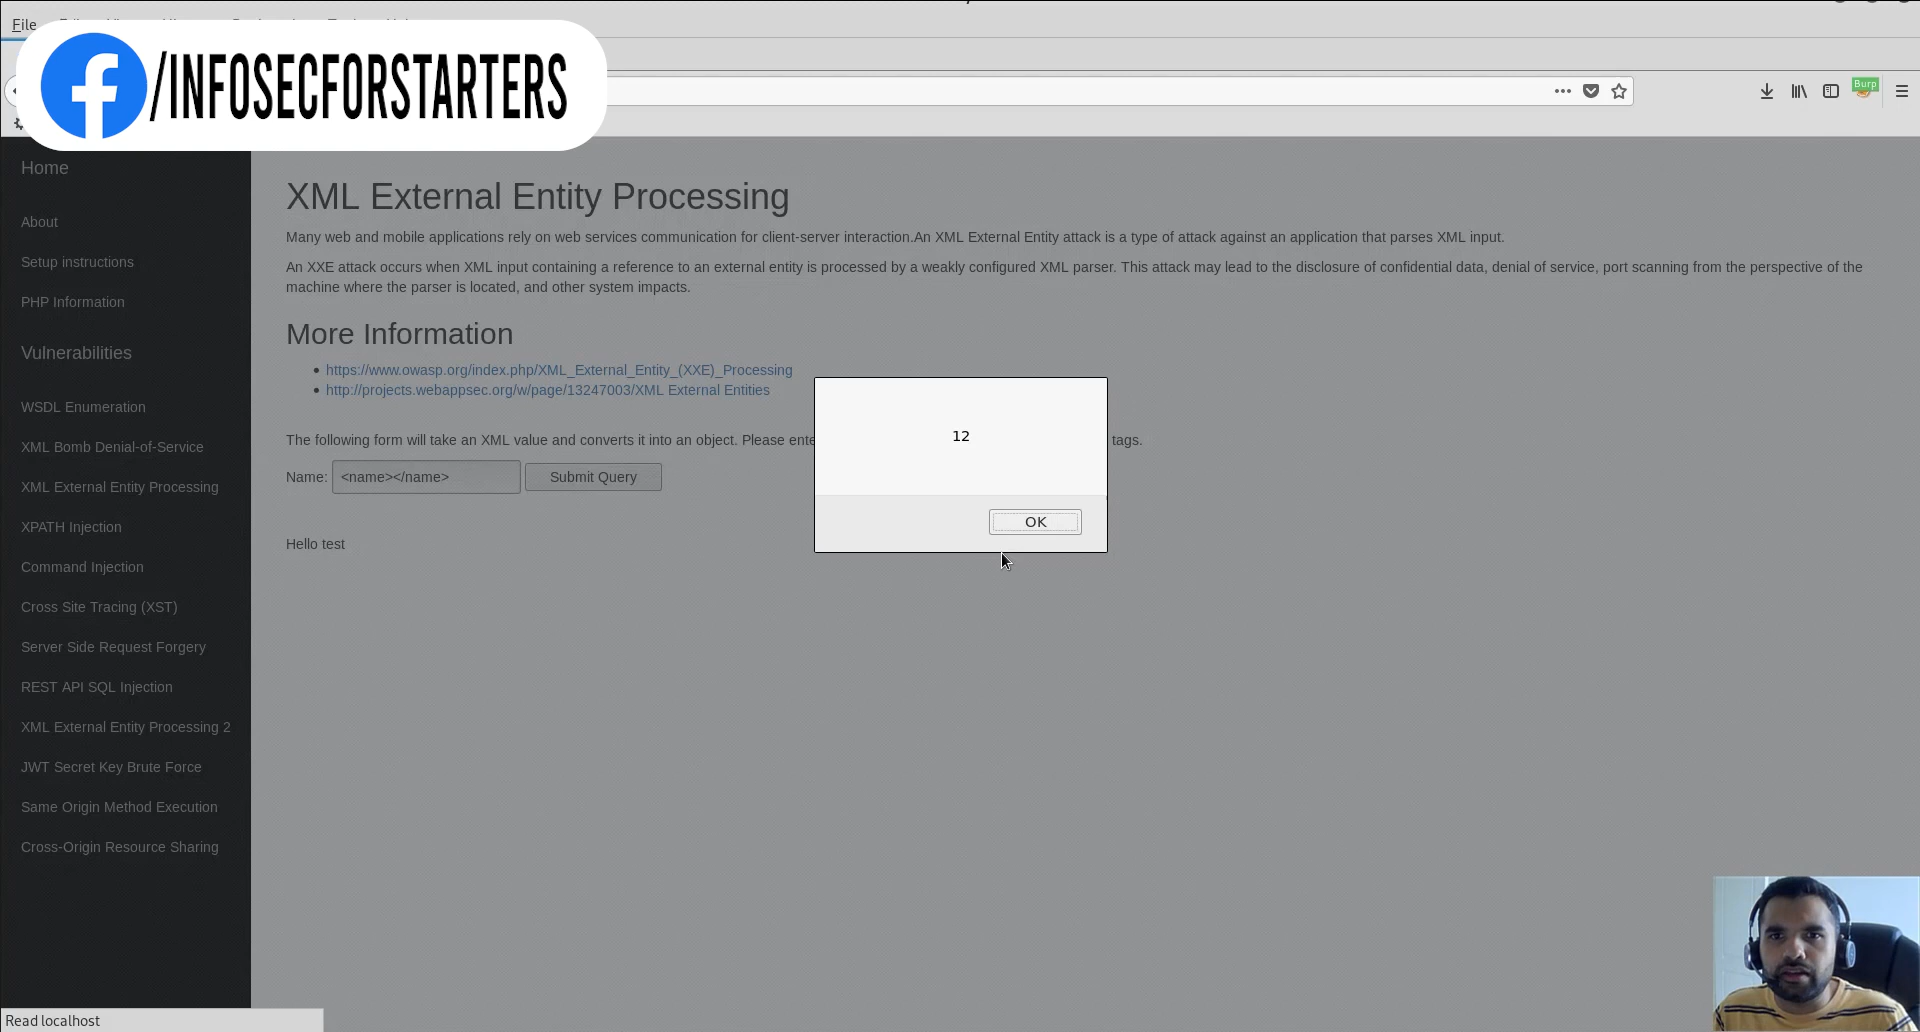 File
/INFOSECFORSTARTERS
Burp
Home
About
Setup instructions
PHP Information
Vulnerabilities
WSDL Enumeration
XML Bomb Denial-of-Service
XML External Entity Processing
XPATH Injection
Command Injection
Cross Site Tracing (XST)
Server Side Request Forgery
REST API SQL Injection
XML External Entity Processing 2
JWT Secret Key Brute Force
Same Origin Method Execution
Cross-Origin Resource Sharing
XML External Entity Processing
Many web and mobile applications rely on web services communication for client-server interaction.An XML External Entity attack is a type of attack against an application that parses XML input.
An XXE attack occurs when XML input containing a reference to an external entity is processed by a weakly configured XML parser. This attack may lead to the disclosure of confidential data, denial of service, port scanning from the perspective of the
machine where the parser is located, and other system impacts.
More Information
https://www.owasp.org/index.php/XML_External_Entity_(XXE)_Processing
http://projects.webappsec.org/w/page/13247003/XML External Entities
The following form will take an XML value and converts it into an object. Please ente tags.
Name: <name></name> Submit Query
Hello test
12
OK
Read localhost